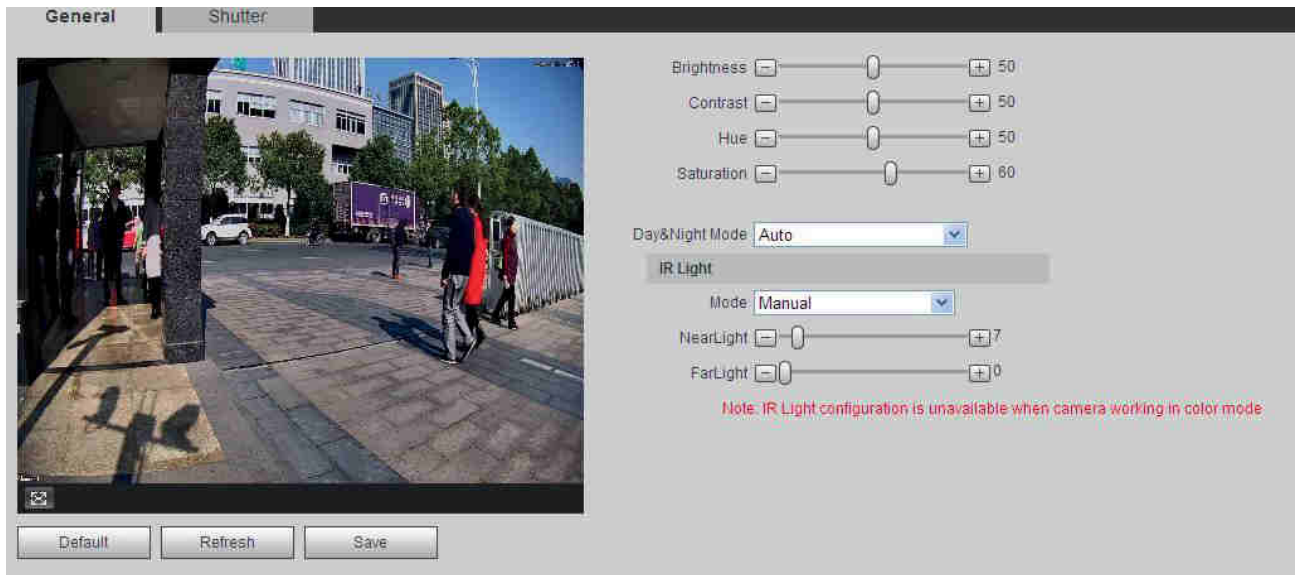 General
Shutter
Brightness 50
Contrast 50
Hue 50
Saturation 60
Day&Night Mode Auto
IR Light
Mode Manual
NearLight 7
FarLight 0
Note: IR Light configuration is unavailable when camera working in color mode
Default
Refresh
Save